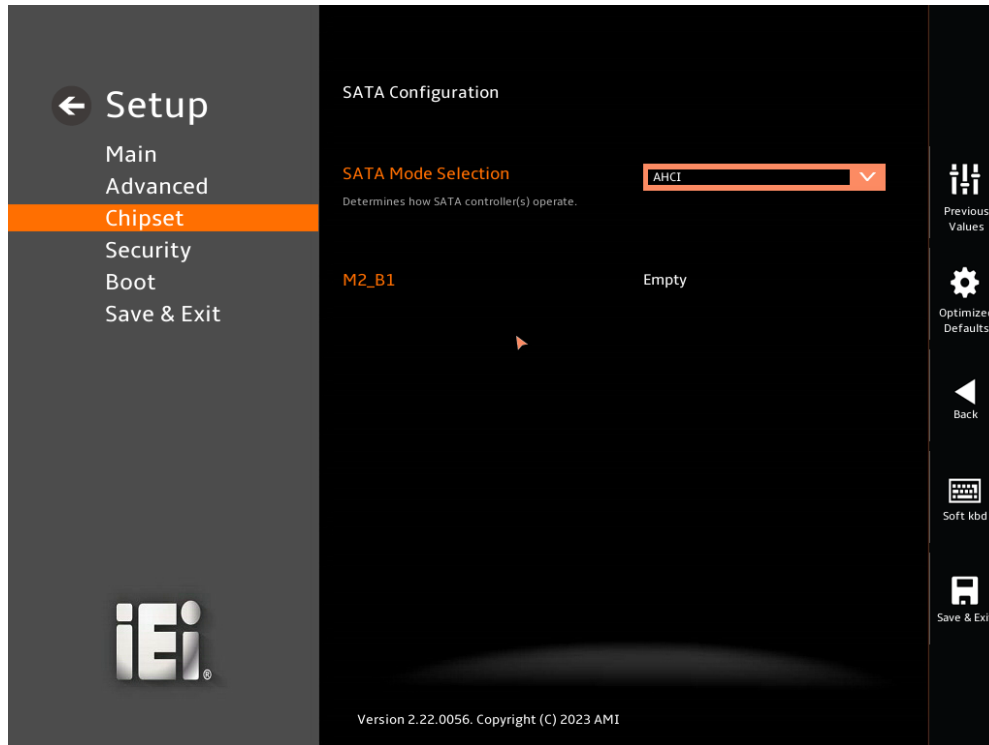 Setup
Main
Advanced
Chipset
Security
Boot
Save & Exit
iEi®
SATA Configuration
SATA Mode Selection
AHCI
Determines how SATA controller(s) operate.
M2_B1
Empty
Version 2.22.0056. Copyright (C) 2023 AMI
Previous
Values
Optimized
Defaults
Back
Soft kbd
Save & Exi